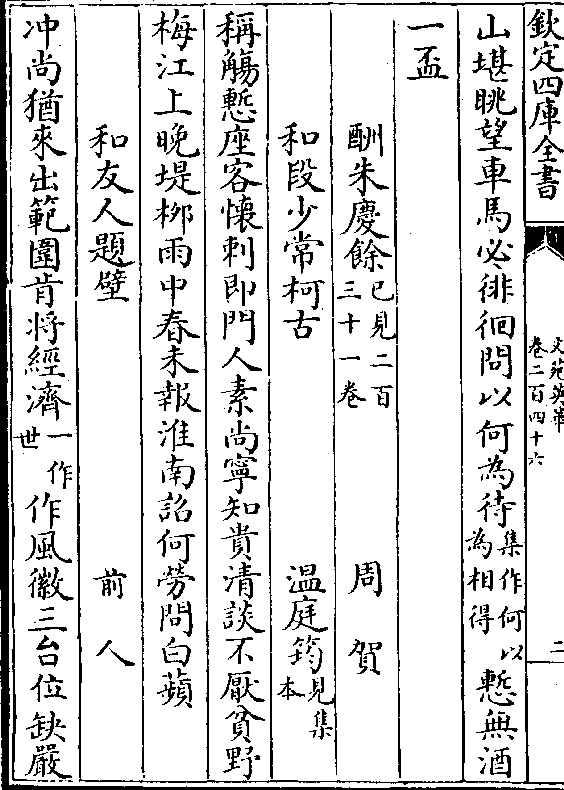 欽定四庫全書
文苑英華
卷二百四十六
二
山堪眺望車馬必徘徊問以何為待集作何以為相得慙無酒
一盃
酬朱慶餘已見二百三十一卷 周賀
和段少常柯古 温庭筠見集本
稱觴慙座客懷刺即門人素尚寧知貴清談不厭貧野
梅江上晚堤栁雨中春未報淮南詔何勞問白蘋
和友人題壁 前人
冲尚猶來出範圍肯將經濟一作世作風徽三台位缺嚴